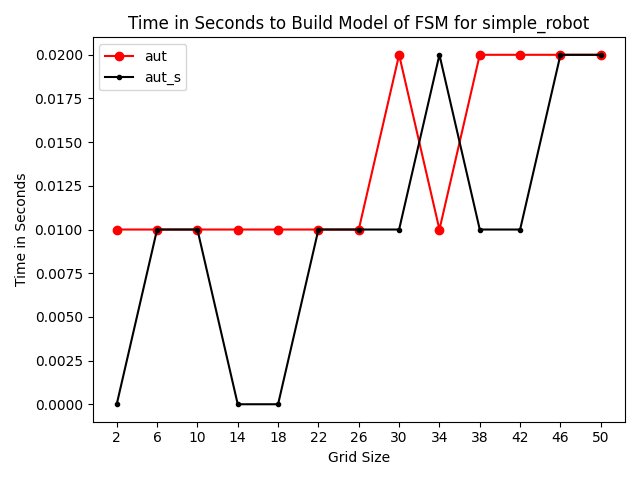 Time in Seconds to Build Model of FSM for simple_robot
aut
aut_s
Time in Seconds
0.0200
0.0175
0.0150
0.0125
0.0100
0.0075
0.0050
0.0025
0.0000
2 6 10 14 18 22 26 30 34 38 42 46 50
Grid Size